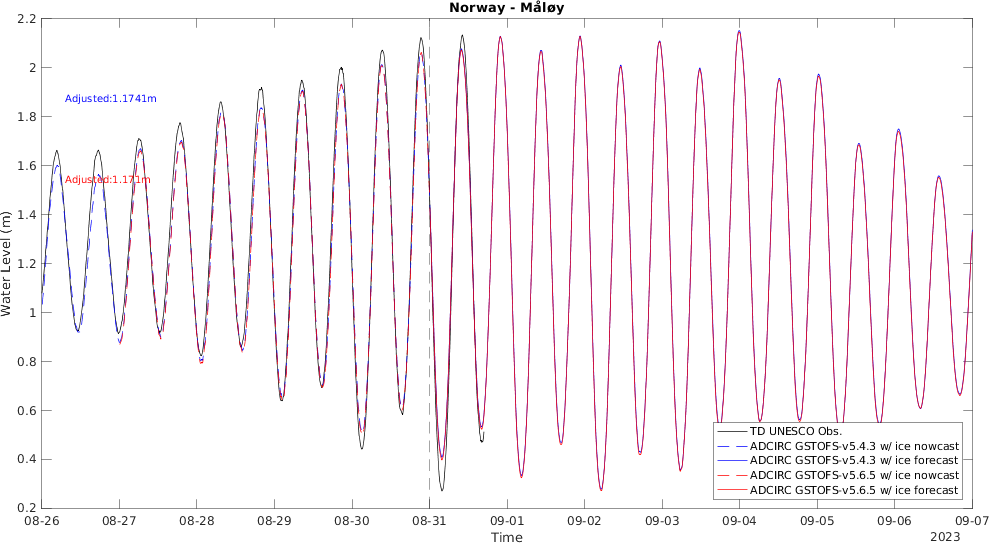 Norway - Måløy
2.2
2
1.8
1.6
1.4
1.2
1
0.8
0.6
0.4
0.2
Water Level (m)
Adjusted:1.1741m
Adjusted:1.171m
TD UNESCO Obs.
ADCIRC GSTOFS-v5.4.3 w/ ice nowcast
ADCIRC GSTOFS-v5.4.3 w/ ice forecast
ADCIRC GSTOFS-v5.6.5 w/ ice nowcast
ADCIRC GSTOFS-v5.6.5 w/ ice forecast
08-26 08-27 08-28 08-29 08-30 08-31 09-01 09-02 09-03 09-04 09-05 09-06 09-07
Time
2023